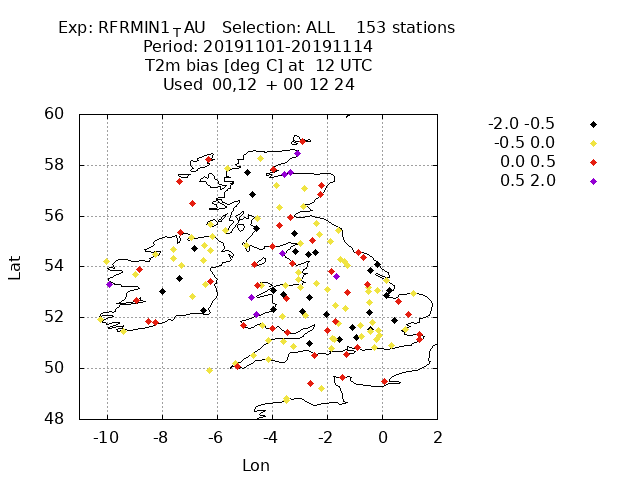 Exp: RFRMIN1_TAU Selection: ALL 153 stations
Period: 20191101-20191114
T2m bias [deg C] at 12 UTC
Used 00,12 + 00 12 24
-2.0 -0.5
-0.5 0.0
0.0 0.5
0.5 2.0
60
58
56
54
52
50
48
Lat
-10 -8 -6 -4 -2 0 2
Lon